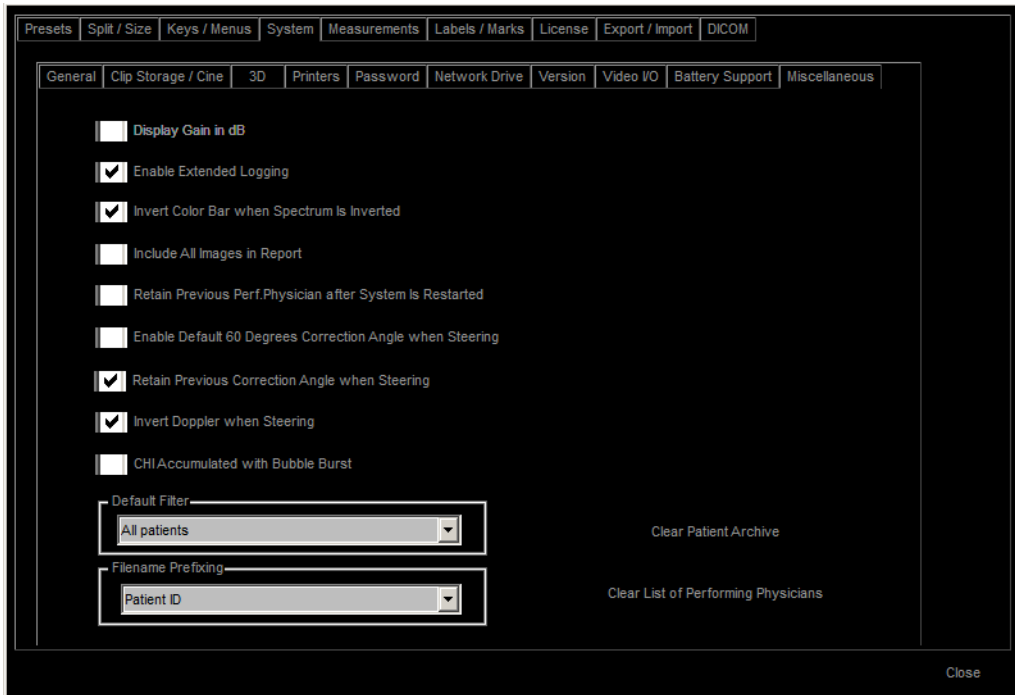 Presets Split / Size Keys / Menus System Measurements Labels / Marks License Export / Import DICOM
General Clip Storage / Cine 3D Printers Password Network Drive Version Video I/O Battery Support Miscellaneous
Display Gain in dB
Enable Extended Logging
Invert Color Bar when Spectrum Is Inverted
Include All Images in Report
Retain Previous Perf.Physician after System Is Restarted
Enable Default 60 Degrees Correction Angle when Steering
Retain Previous Correction Angle when Steering
Invert Doppler when Steering
CHI Accumulated with Bubble Burst
Default Filter
All patients
Clear Patient Archive
Filename Prefixing
Patient ID
Clear List of Performing Physicians
Close